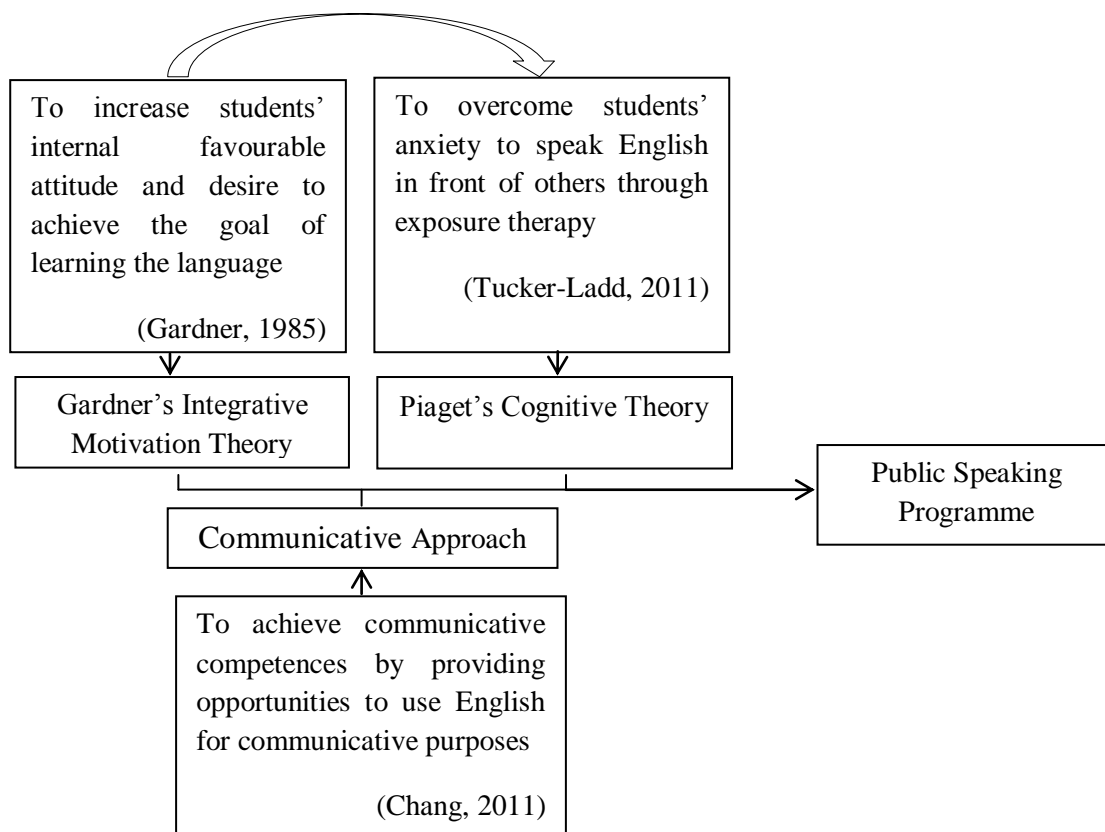 To increase students’
internal favourable
attitude and desire to
achieve the goal of
learning the language
(Gardner, 1985)
To overcome students’
anxiety to speak English
in front of others through
exposure therapy
(Tucker-Ladd, 2011)
Gardner’s Integrative
Motivation Theory
Piaget’s Cognitive Theory
Public Speaking
Programme
Communicative Approach
To achieve communicative
competences by providing
opportunities to use English
for communicative purposes
(Chang, 2011)